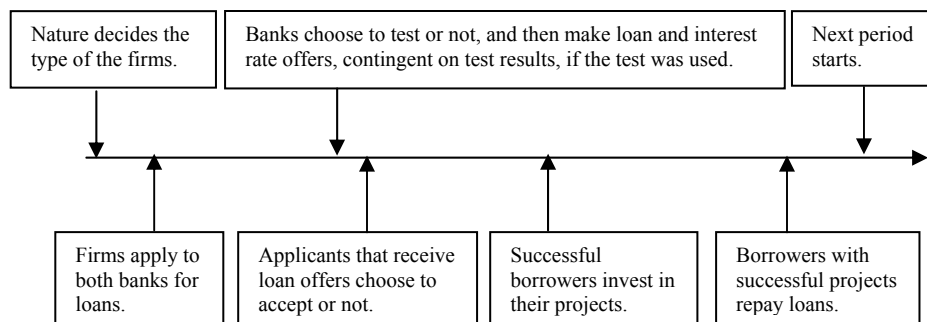 Nature decides the
type of the firms.
Banks choose to test or not, and then make loan and interest
rate offers, contingent on test results, if the test was used.
Next period
starts.
Firms apply to
both banks for
loans.
Applicants that receive
loan offers choose to
accept or not.
Successful
borrowers invest in
their projects.
Borrowers with
successful projects
repay loans.